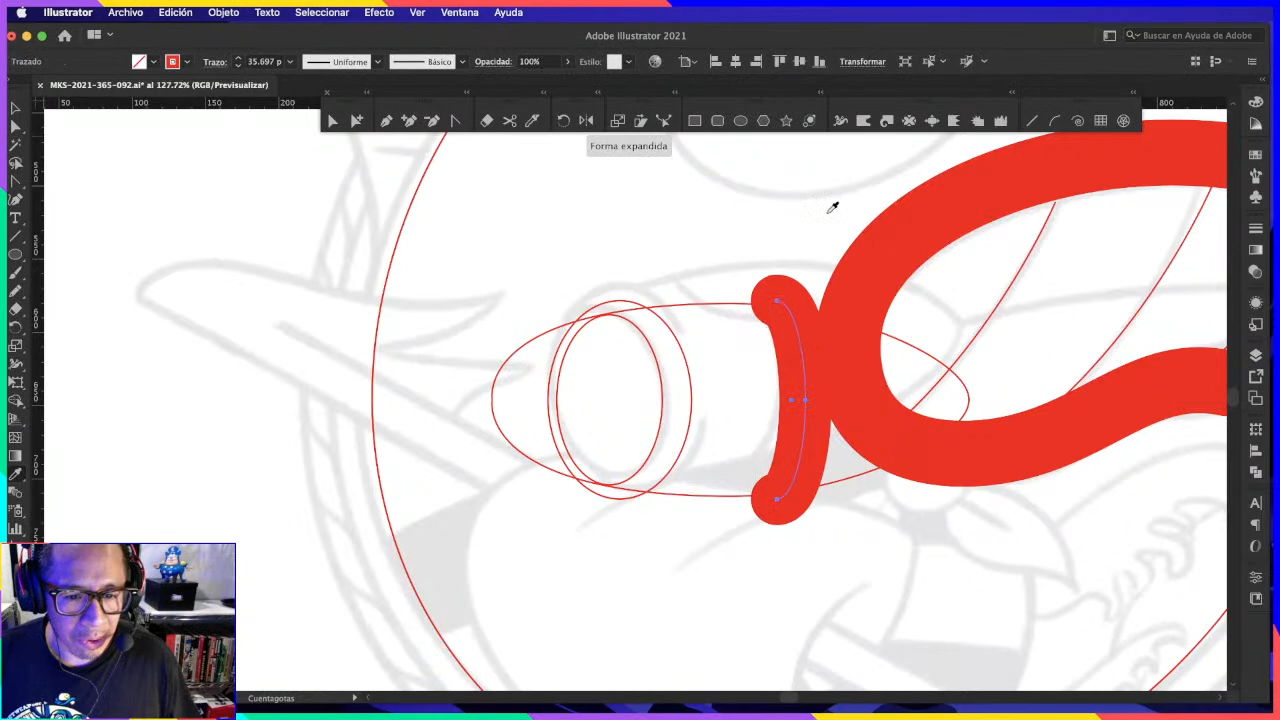 Illustrator Archivo Edición Objeto Texto Seleccionar Efecto Ver Ventana Ayuda
Adobe Illustrator 2021
Buscar en Ayuda de Adobe
Trazado Trazo: 35.697 p Uniforme Básico Opacidad: 100% Estilo: Transformar
× MKS-2021-365-092.ai* al 127.72% (RGB/Previsualizar)
50 100 150 200 800
Forma expandida
Cuentagotas